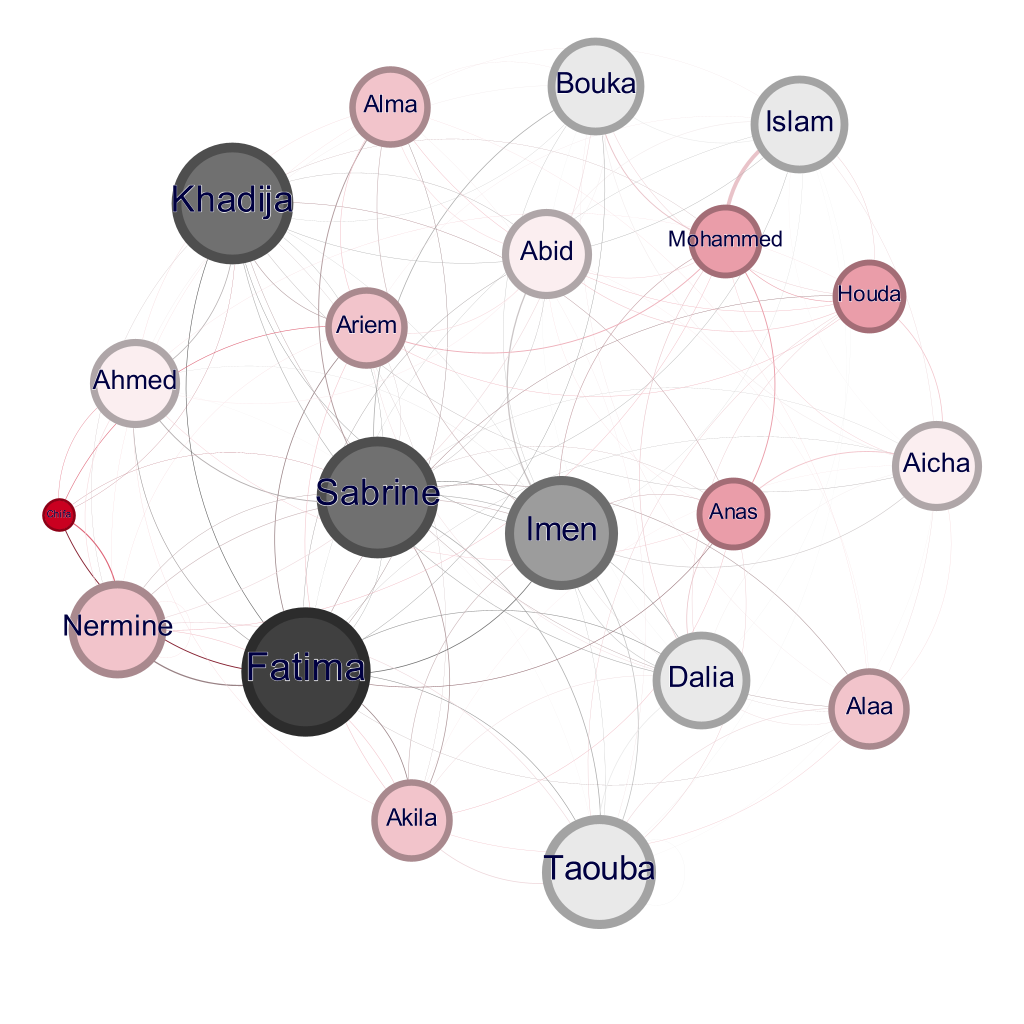 Bouka
Alma
Islam
Khadija
Mohammed
Abid
Houda
Ariem
Ahmed
Aicha
Sabrine
Anas
Chifa
Imen
Nermine
Fatima
Dalia
Alaa
Akila
Taouba